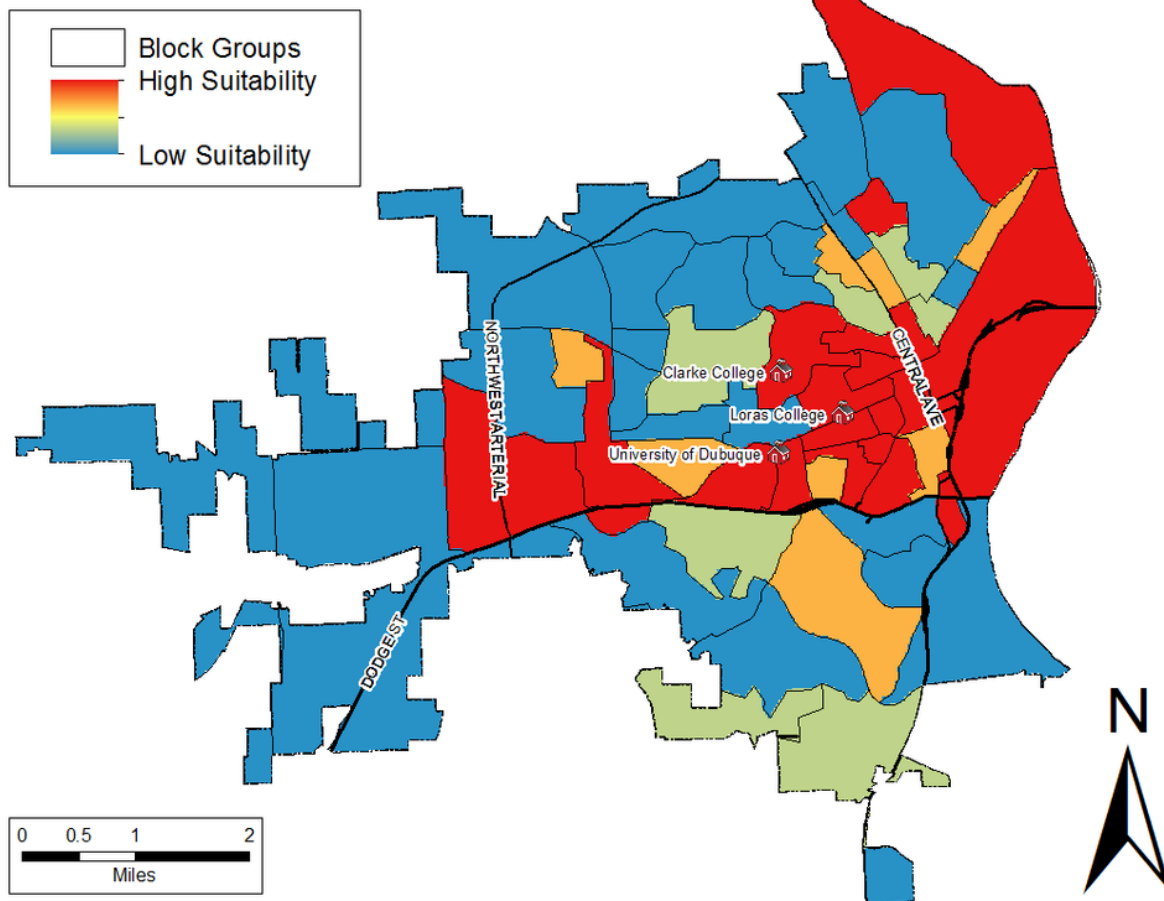 Block Groups
High Suitability
Low Suitability
NORTHWEST ARTERIAL
CENTRAL AVE
Clarke College
Loras College
University of Dubuque
DODGE ST
N
0 0.5 1 2
Miles